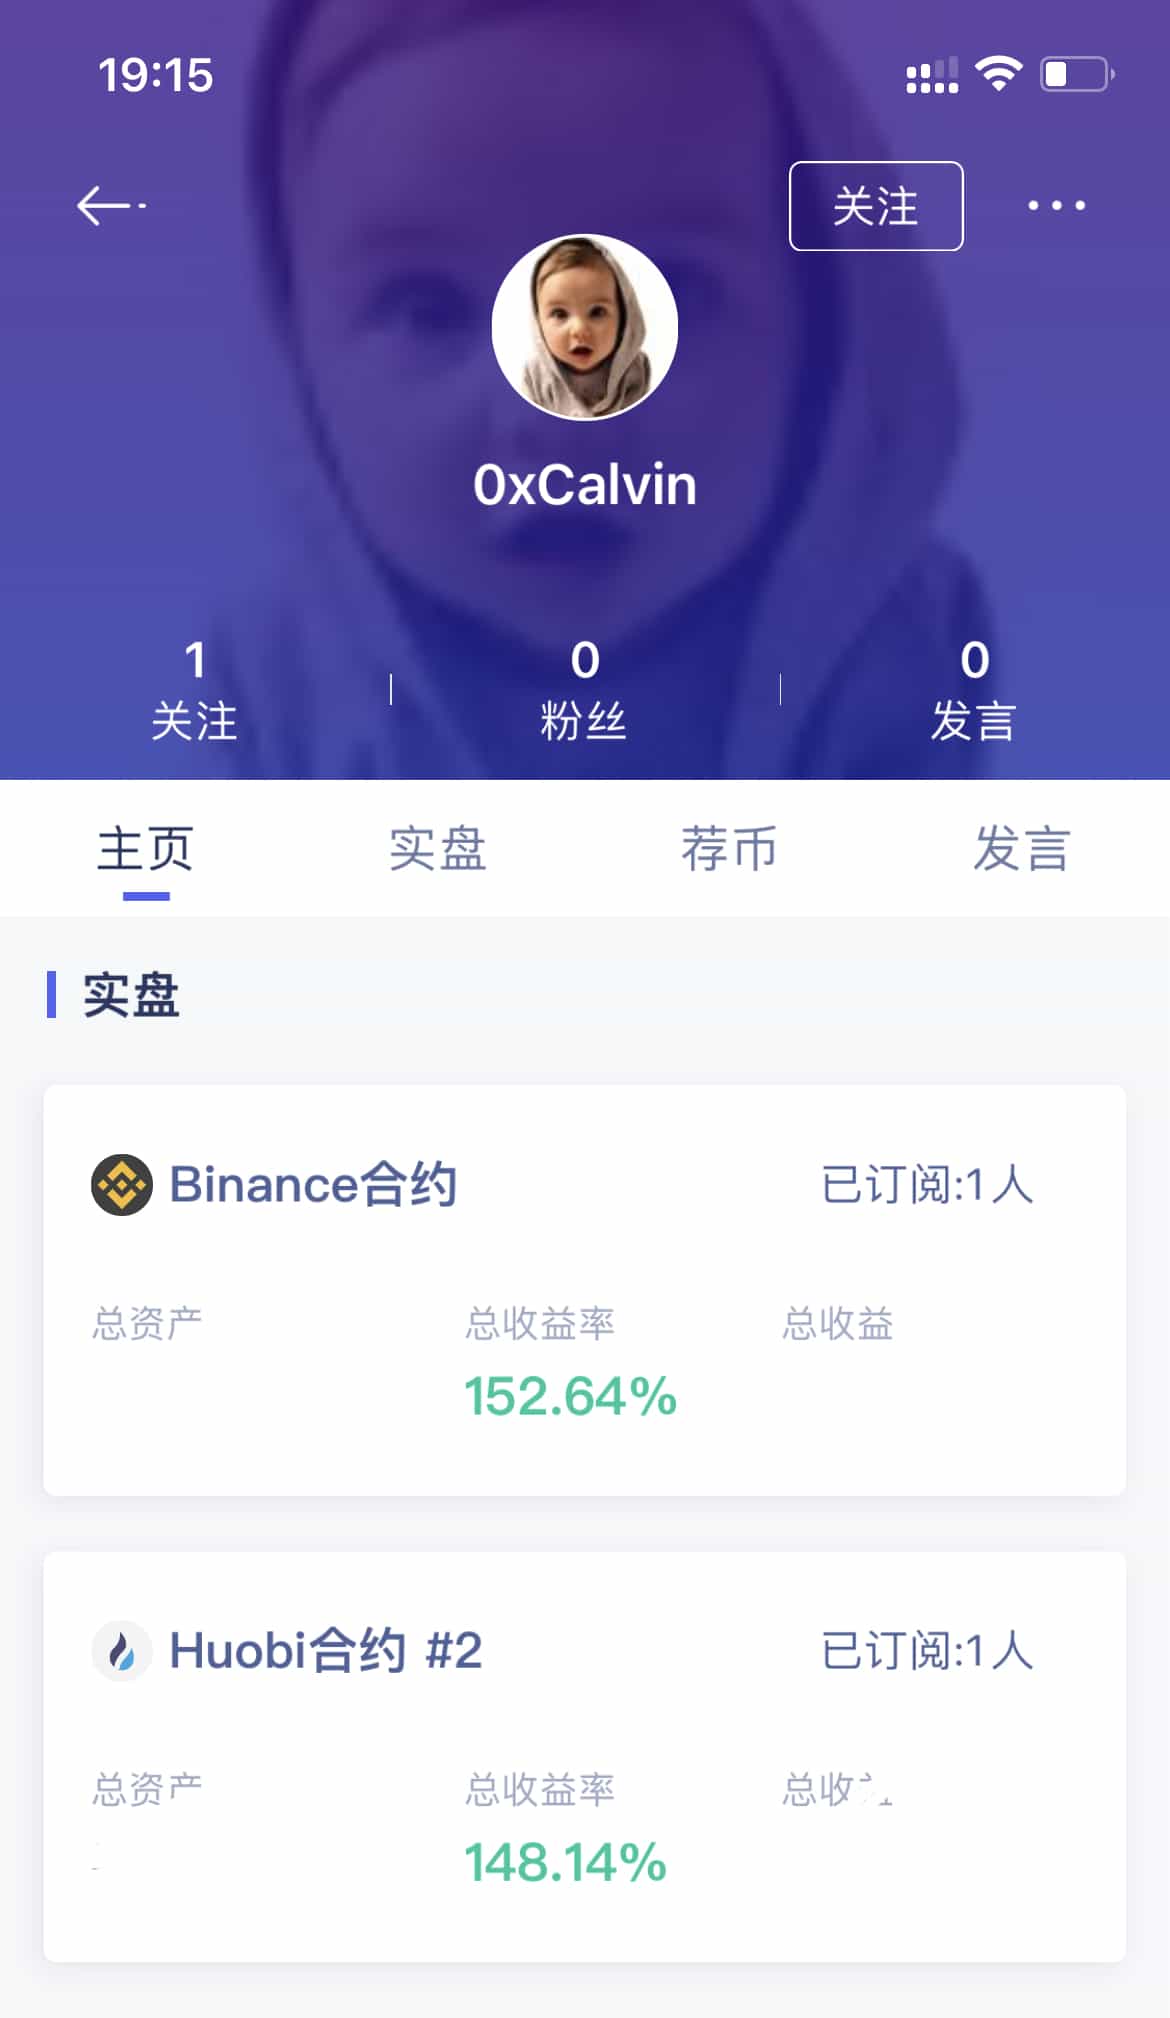 19:15
关注
0xCalvin
1 0 0
关注 粉丝 发言
主页 实盘 荐币 发言
实盘
Binance合约 已订阅:1人
总资产 总收益率 总收益
152.64%
Huobi合约 #2 已订阅:1人
总资产 总收益率 总收
148.14%